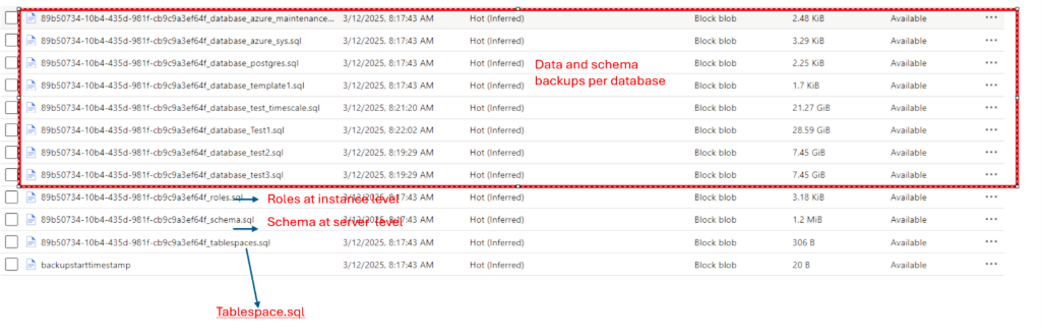 89b50734-10b4-435d-981f-cb9c9a3ef64f_database_azure_maintenance... 3/12/2025, 8:17:43 AM Hot (Inferred) Block blob 2.48 KiB Available ...
89b50734-10b4-435d-981f-cb9c9a3ef64f_database_azure_sys.sql 3/12/2025, 8:17:43 AM Hot (Inferred) Block blob 3.29 KiB Available ...
89b50734-10b4-435d-981f-cb9c9a3ef64f_database_postgres.sql 3/12/2025, 8:17:43 AM Hot (Inferred) Block blob 2.25 KiB Available ...
Data and schema
backups per database
89b50734-10b4-435d-981f-cb9c9a3ef64f_database_template1.sql 3/12/2025, 8:17:43 AM Hot (Inferred) Block blob 1.7 KiB Available ...
89b50734-10b4-435d-981f-cb9c9a3ef64f_database_test_timescale.sql 3/12/2025, 8:21:20 AM Hot (Inferred) Block blob 21.27 GiB Available ...
89b50734-10b4-435d-981f-cb9c9a3ef64f_database_Test1.sql 3/12/2025, 8:22:02 AM Hot (Inferred) Block blob 28.59 GiB Available ...
89b50734-10b4-435d-981f-cb9c9a3ef64f_database_test2.sql 3/12/2025, 8:19:29 AM Hot (Inferred) Block blob 7.45 GiB Available ...
89b50734-10b4-435d-981f-cb9c9a3ef64f_database_test3.sql 3/12/2025, 8:19:29 AM Hot (Inferred) Block blob 7.45 GiB Available ...
89b50734-10b4-435d-981f-cb9c9a3ef64f_roles.sql 3/12/2025, 8:17:43 AM Hot (Inferred) Block blob 3.18 KiB Available ...
Roles at instance level
89b50734-10b4-435d-981f-cb9c9a3ef64f_schema.sql 3/12/2025, 8:17:43 AM Hot (Inferred) Block blob 1.2 MiB Available ...
Schema at server level
89b50734-10b4-435d-981f-cb9c9a3ef64f_tablespaces.sql 3/12/2025, 8:17:43 AM Hot (Inferred) Block blob 306 B Available ...
backupstarttimestamp 3/12/2025, 8:17:43 AM Hot (Inferred) Block blob 20 B Available ...
Tablespace.sql